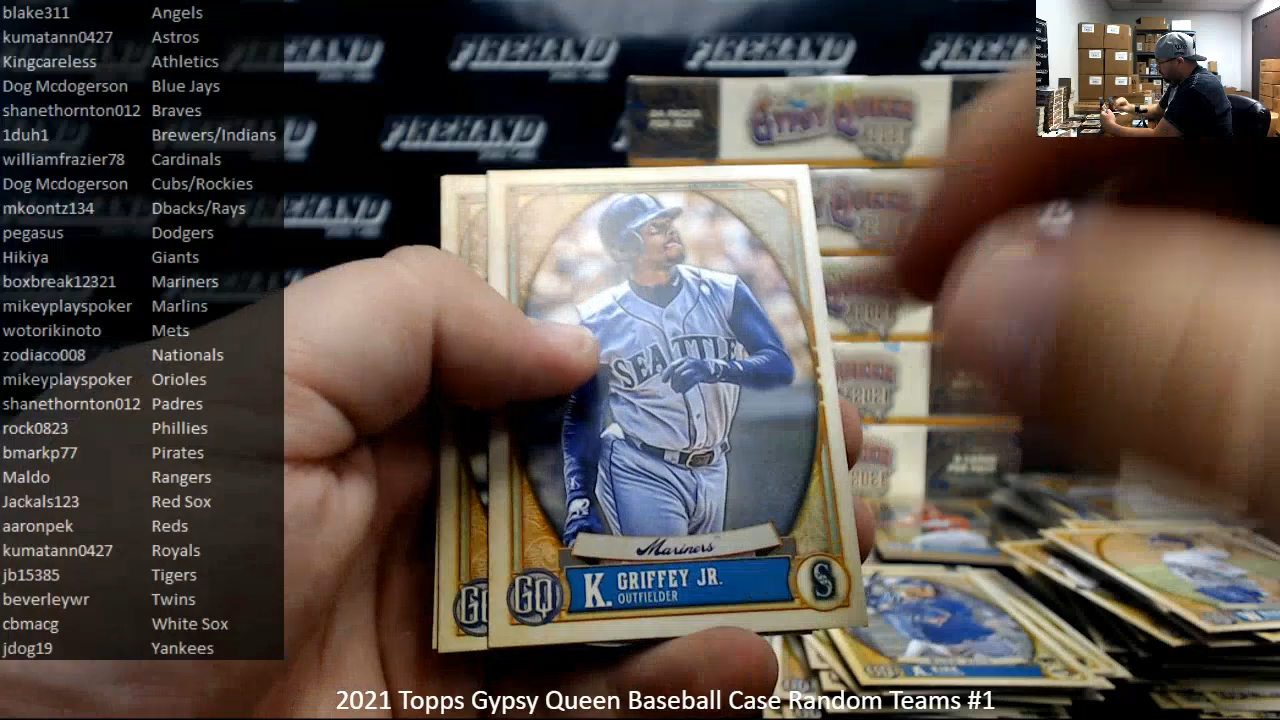 blake311 Angels
kumatann0427 Astros
Kingcareless Athletics
Dog Mcdogerson Blue Jays
shanethornton012 Braves
1duh1 Brewers/Indians
williamfrazier78 Cardinals
Dog Mcdogerson Cubs/Rockies
mkoontz134 Dbacks/Rays
pegasus Dodgers
Hikiya Giants
boxbreak12321 Mariners
mikeyplayspoker Marlins
wotorikinoto Mets
zodiaco008 Nationals
mikeyplayspoker Orioles
shanethornton012 Padres
rock0823 Phillies
bmarkp77 Pirates
Maldo Rangers
Jackals123 Red Sox
aaronpek Reds
kumatann0427 Royals
jb15385 Tigers
beverleywr Twins
cbmacg White Sox
jdog19 Yankees
FIREHAND
FIREHAND
GYPSY QUEEN
SEATTLE
Mariners
GQ K. GRIFFEY JR. S
OUTFIELDER
2021 Topps Gypsy Queen Baseball Case Random Teams #1